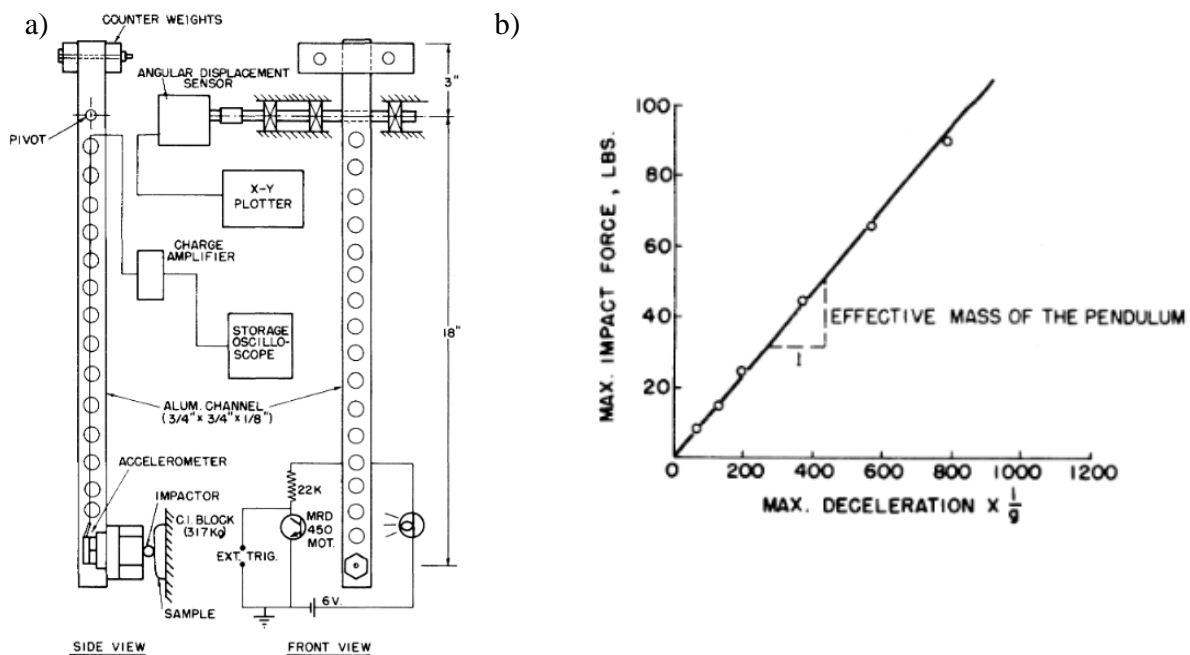 a)
COUNTER WEIGHTS
ANGULAR DISPLACEMENT
SENSOR
3"
PIVOT
X-Y
PLOTTER
CHARGE
AMPLIFIER
STORAGE
OSCILLO-
SCOPE
18"
ALUM. CHANNEL
(3/4" x 3/4" x 1/8")
ACCELEROMETER
IMPACTOR
C.I. BLOCK
(317Kg)
22K
MRD
450
MOT.
EXT. TRIG.
6V.
SAMPLE
SIDE VIEW
FRONT VIEW
b)
MAX. IMPACT FORCE, LBS.
100
80
60
40
20
EFFECTIVE MASS OF THE PENDULUM
1
0
200
400
600
800
1000
1200
MAX. DECELERATION X 1/g